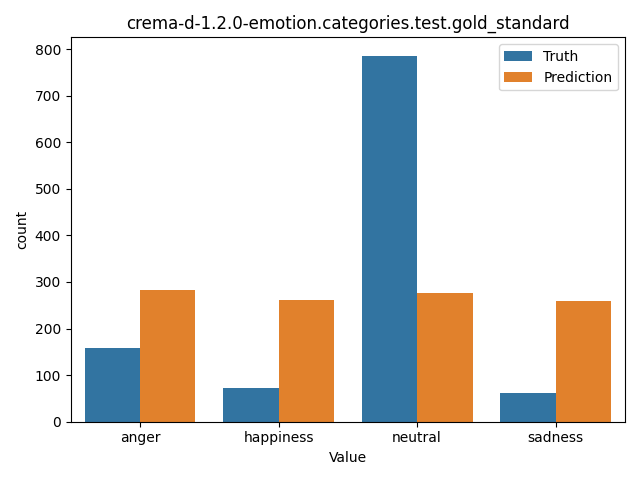 crema-d-1.2.0-emotion.categories.test.gold_standard
Truth
Prediction
800
700
600
500
400
300
200
100
0
count
anger happiness neutral sadness
Value